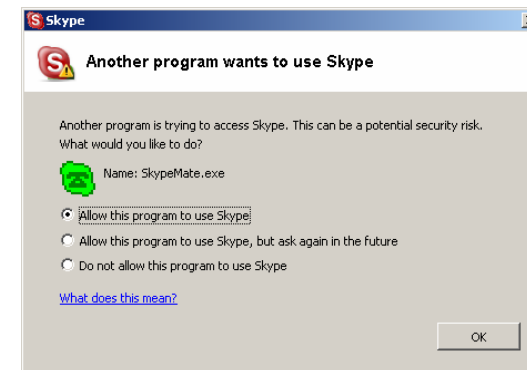 Skype
Another program wants to use Skype
Another program is trying to access Skype. This can be a potential security risk.
What would you like to do?
Name: SkypeMate.exe
Allow this program to use Skype
Allow this program to use Skype, but ask again in the future
Do not allow this program to use Skype
What does this mean?
OK